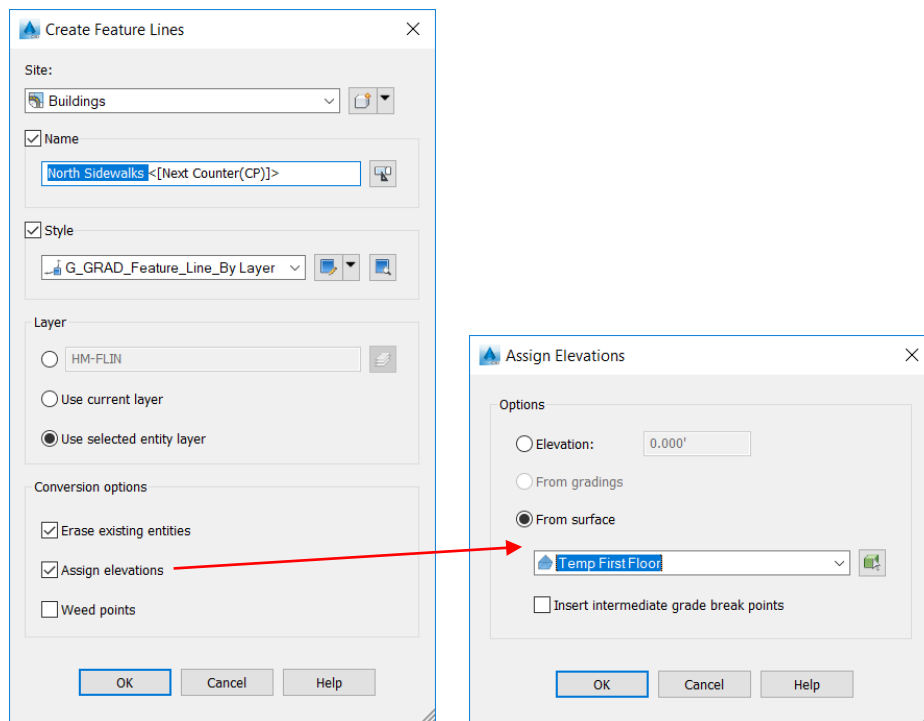 Create Feature Lines
Site:
Buildings
Name
North Sidewalks <[Next Counter(CP)]>
Style
G_GRAD_Feature_Line_By Layer
Layer
HM-FLIN
Use current layer
Use selected entity layer
Conversion options
Erase existing entities
Assign elevations
Weed points
OK Cancel Help
Assign Elevations
Options
Elevation: 0.000'
From gradings
From surface
Temp First Floor
Insert intermediate grade break points
OK Cancel Help